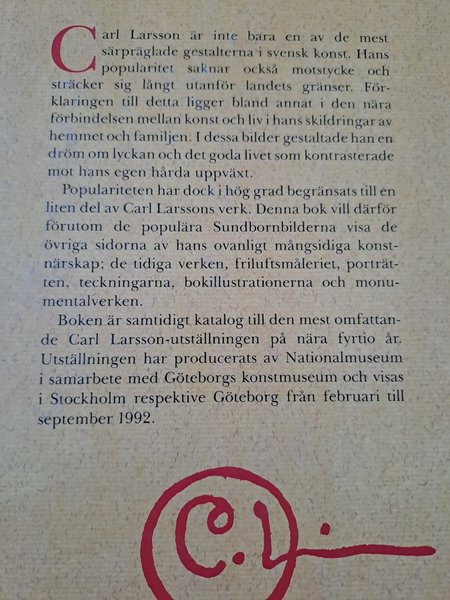 Carl Larsson är inte bara en av de mest
särpräglade gestalterna i svensk konst. Hans
popularitet saknar också motstycke och
sträcker sig långt utanför landets gränser. För-
klaringen till detta ligger bland annat i den nära
förbindelsen mellan konst och liv i hans skildringar av
hemmet och familjen. I dessa bilder gestaltade han en
dröm om lyckan och det goda livet som kontrasterade
mot hans egen hårda uppväxt.
Populariteten har dock i hög grad begränsats till en
liten del av Carl Larssons verk. Denna bok vill därför
förutom de populära Sundbornbilderna visa de
övriga sidorna av hans ovanligt mångsidiga konst-
närskap; de tidiga verken, friluftsmåleriet, porträt-
ten, teckningarna, bokillustrationerna och monu-
mentalverken.
Boken är samtidigt katalog till den mest omfattan-
de Carl Larsson-utställningen på nära fyrtio år.
Utställningen har producerats av Nationalmuseum
i samarbete med Göteborgs konstmuseum och visas
i Stockholm respektive Göteborg från februari till
september 1992.
C.L.